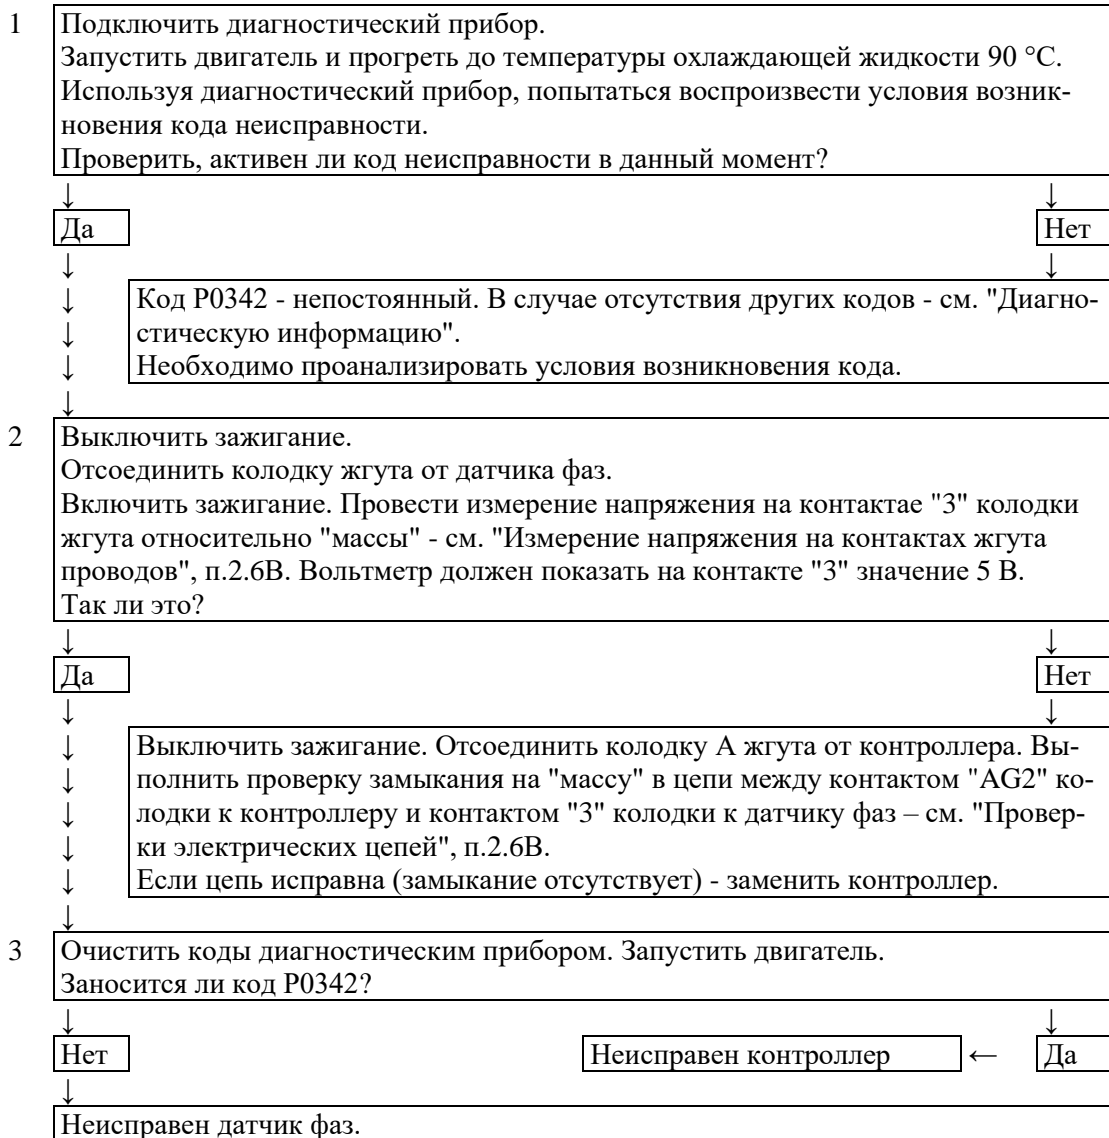 1 Подключить диагностический прибор.
Запустить двигатель и прогреть до температуры охлаждающей жидкости 90 °С.
Используя диагностический прибор, попытаться воспроизвести условия возник-
новения кода неисправности.
Проверить, активен ли код неисправности в данный момент?
↓ ↓
Да Нет
↓ ↓
↓ Код Р0342 - непостоянный. В случае отсутствия других кодов - см. "Диагно-
↓ стическую информацию".
↓ Необходимо проанализировать условия возникновения кода.
↓
2 Выключить зажигание.
Отсоединить колодку жгута от датчика фаз.
Включить зажигание. Провести измерение напряжения на контактае "3" колодки
жгута относительно "массы" - см. "Измерение напряжения на контактах жгута
проводов", п.2.6В. Вольтметр должен показать на контакте "3" значение 5 В.
Так ли это?
↓ ↓
Да Нет
↓ ↓
↓ Выключить зажигание. Отсоединить колодку А жгута от контроллера. Вы-
↓ полнить проверку замыкания на "массу" в цепи между контактом "AG2" ко-
↓ лодки к контроллеру и контактом "3" колодки к датчику фаз – см. "Провер-
↓ ки электрических цепей", п.2.6В.
↓ Если цепь исправна (замыкание отсутствует) - заменить контроллер.
↓
3 Очистить коды диагностическим прибором. Запустить двигатель.
Заносится ли код Р0342?
↓ ↓
Нет Неисправен контроллер ← Да
↓
Неисправен датчик фаз.